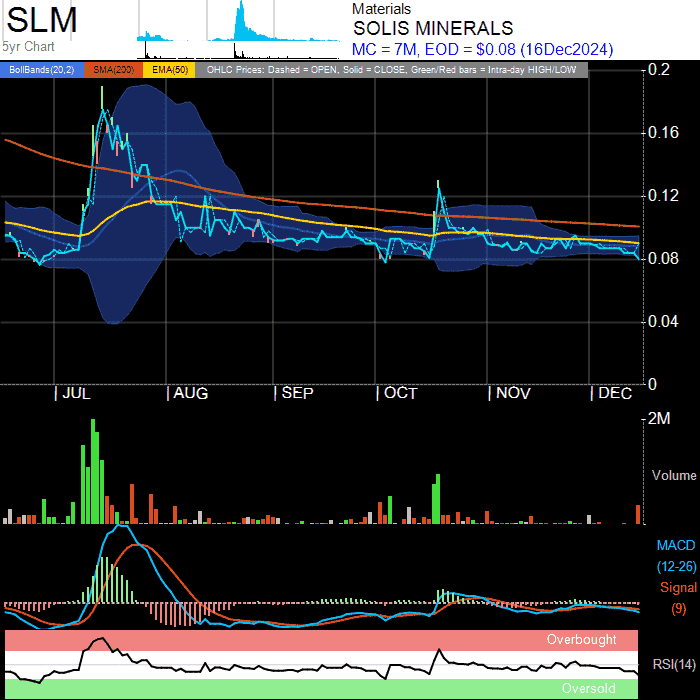 SLM
5yr Chart
Materials
SOLIS MINERALS
MC = 7M, EOD = $0.08 (16Dec2024)
BollBands(20,2) SMA(200) EMA(50) OHLC Prices: Dashed = OPEN, Solid = CLOSE, Green/Red bars = Intra-day HIGH/LOW
0.2
0.16
0.12
0.08
0.04
0
| JUL | AUG | SEP | OCT | NOV | DEC
2M
Volume
MACD
(12-26)
Signal
(9)
Overbought
RSI(14)
Oversold